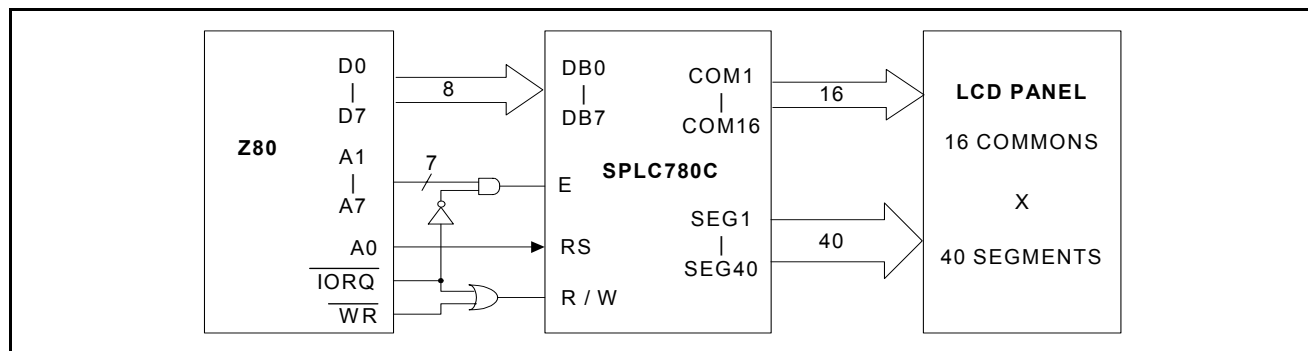 Z80
D0
D7
A1
A7
A0
IORQ
WR
8
7
SPLC780C
DB0
DB7
E
RS
R / W
COM1
COM16
SEG1
SEG40
16
40
LCD PANEL
16 COMMONS
X
40 SEGMENTS